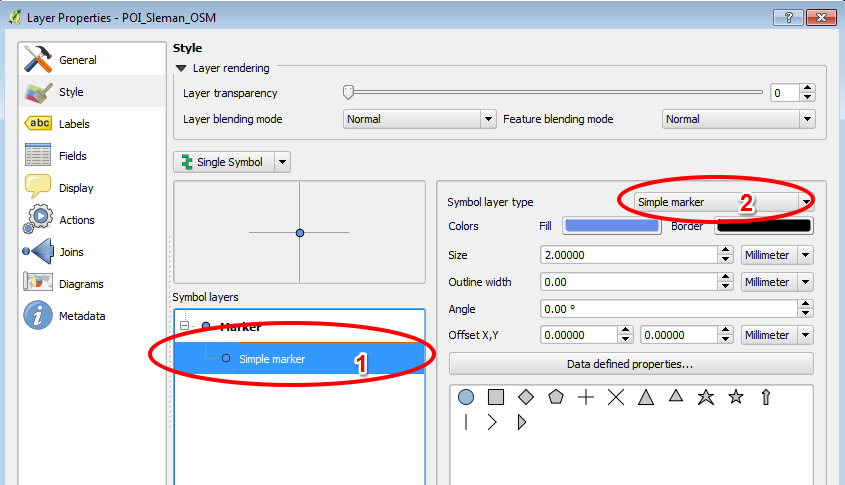 Layer Properties - POI_Sleman_OSM
General
Style
abc Labels
Fields
Display
Actions
Joins
Diagrams
Metadata
Style
Layer rendering
Layer transparency 0
Layer blending mode Normal Feature blending mode Normal
Single Symbol
Symbol layers
Marker
Simple marker 1
Symbol layer type Simple marker 2
Colors Fill Border
Size 2.00000 Millimeter
Outline width 0.00 Millimeter
Angle 0.00 °
Offset X,Y 0.00000 0.00000 Millimeter
Data defined properties...